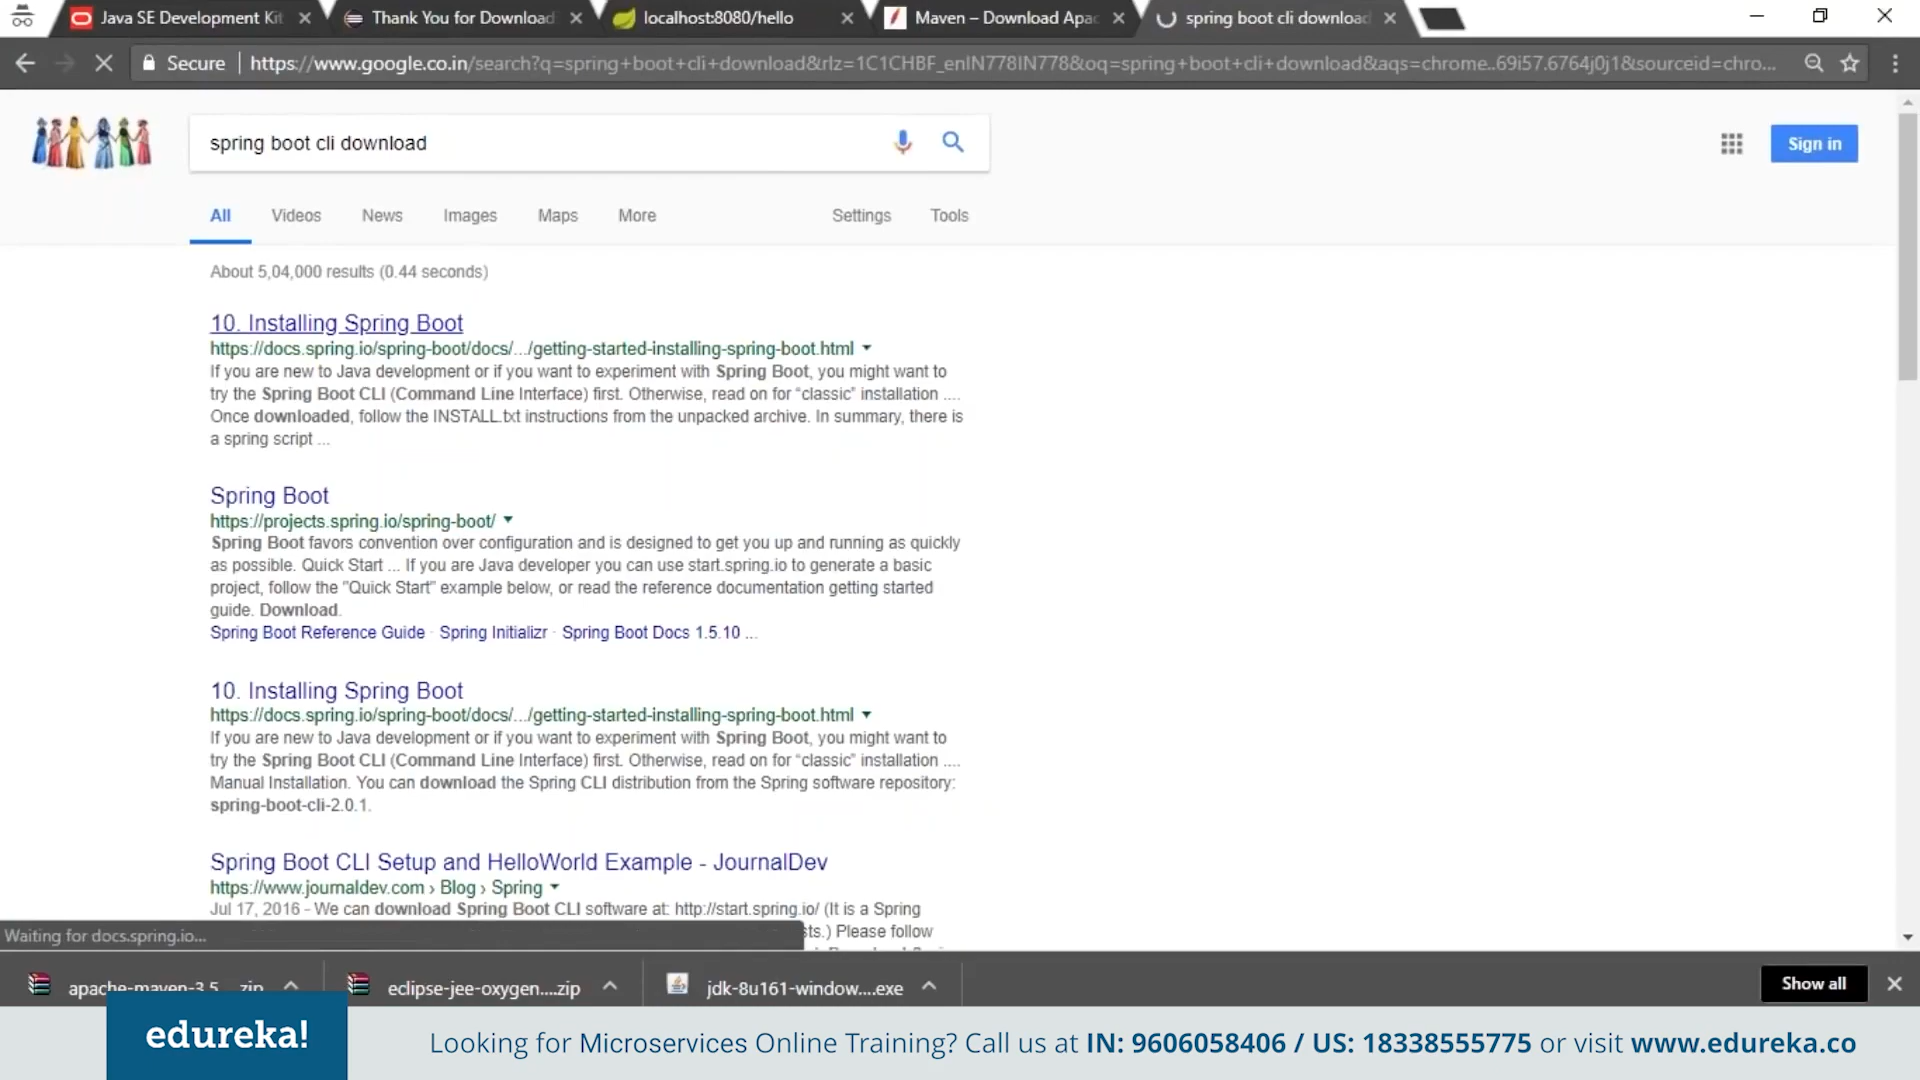 Java SE Development Kit
Thank You for Download
localhost:8080/hello
Maven – Download Apac
spring boot cli download
Secure
https://www.google.co.in/search?q=spring+boot+cli+download&rlz=1C1CHBF_enIN778IN778&oq=spring+boot+cli+download&aqs=chrome..69i57.6764j0j1&sourceid=chro...
spring boot cli download
Sign in
All Videos News Images Maps More Settings Tools
About 5,04,000 results (0.44 seconds)
10. Installing Spring Boot
https://docs.spring.io/spring-boot/docs/.../getting-started-installing-spring-boot.html
If you are new to Java development or if you want to experiment with Spring Boot, you might want to
try the Spring Boot CLI (Command Line Interface) first. Otherwise, read on for “classic” installation ....
Once downloaded, follow the INSTALL.txt instructions from the unpacked archive. In summary, there is
a spring script ...
Spring Boot
https://projects.spring.io/spring-boot/
Spring Boot favors convention over configuration and is designed to get you up and running as quickly
as possible. Quick Start ... If you are Java developer you can use start.spring.io to generate a basic
project, follow the "Quick Start" example below, or read the reference documentation getting started
guide. Download.
Spring Boot Reference Guide · Spring Initializr · Spring Boot Docs 1.5.10 ...
10. Installing Spring Boot
https://docs.spring.io/spring-boot/docs/.../getting-started-installing-spring-boot.html
If you are new to Java development or if you want to experiment with Spring Boot, you might want to
try the Spring Boot CLI (Command Line Interface) first. Otherwise, read on for “classic” installation ....
Manual Installation. You can download the Spring CLI distribution from the Spring software repository:
spring-boot-cli-2.0.1.
Spring Boot CLI Setup and HelloWorld Example - JournalDev
https://www.journaldev.com › Blog › Spring
Jul 17, 2016 - We can download Spring Boot CLI software at: http://start.spring.io/ (It is a Spring
sts.) Please follow
Waiting for docs.spring.io...
apache-maven-3.5....zip
eclipse-jee-oxygen....zip
jdk-8u161-window....exe
Show all
edureka!
Looking for Microservices Online Training? Call us at IN: 9606058406 / US: 18338555775 or visit www.edureka.co